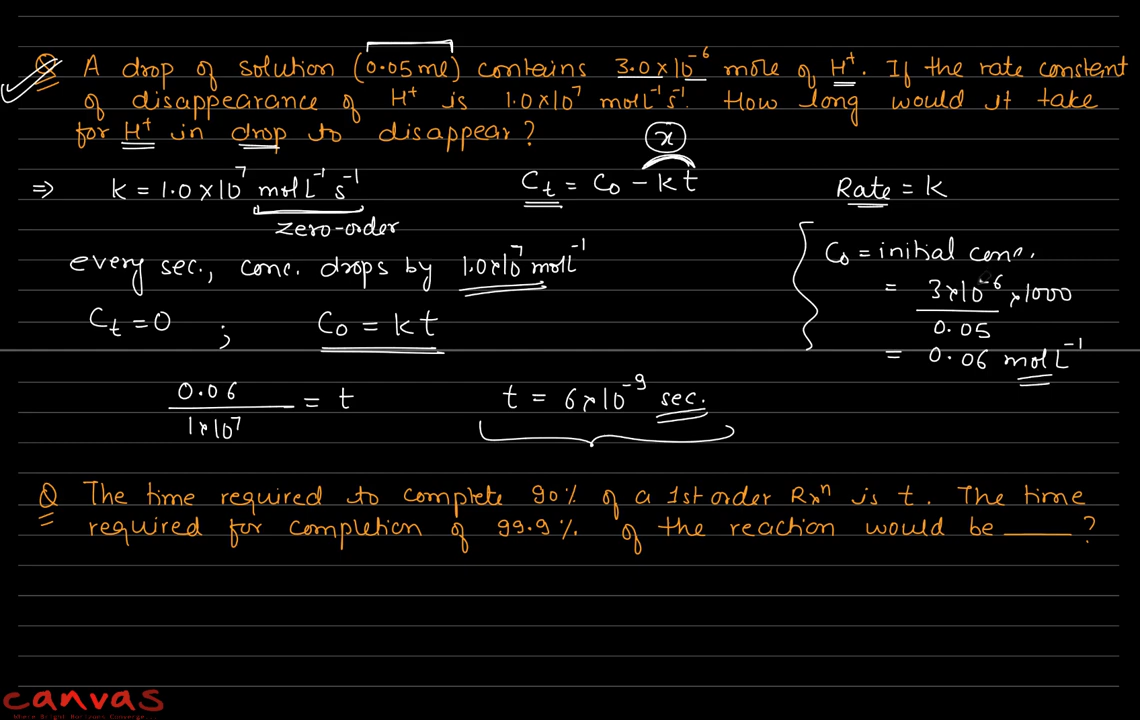 Q A drop of solution (0.05 ml) contains 3.0×10⁻⁶ mole of H⁺. If the rate constent
of disappearance of H⁺ is 1.0×10⁷ mol L⁻¹ s⁻¹. How long would it take
for H⁺ in drop to disappear?
x
⇒ k = 1.0×10⁷ mol L⁻¹ s⁻¹ Ct = C₀ − kt Rate = k
zero-order
C₀ = initial conc.
every sec., conc. drops by 1.0×10⁷ mol L⁻¹
= 3×10⁻⁶ ×1000
0.05
Ct = 0 ; C₀ = kt
= 0.06 mol L⁻¹
0.06 = t t = 6×10⁻⁹ sec.
1×10⁷
Q The time required to complete 90% of a 1st order Rxⁿ is t. The time
required for completion of 99.9% of the reaction would be ____ ?
canvas